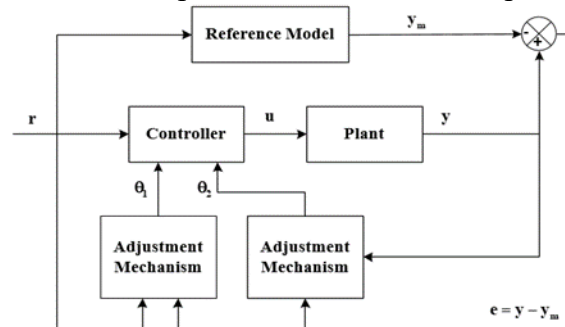 y_m
Reference Model
-
+
r
u
y
Controller
Plant
θ₁
θ₂
Adjustment
Mechanism
Adjustment
Mechanism
e = y – y_m